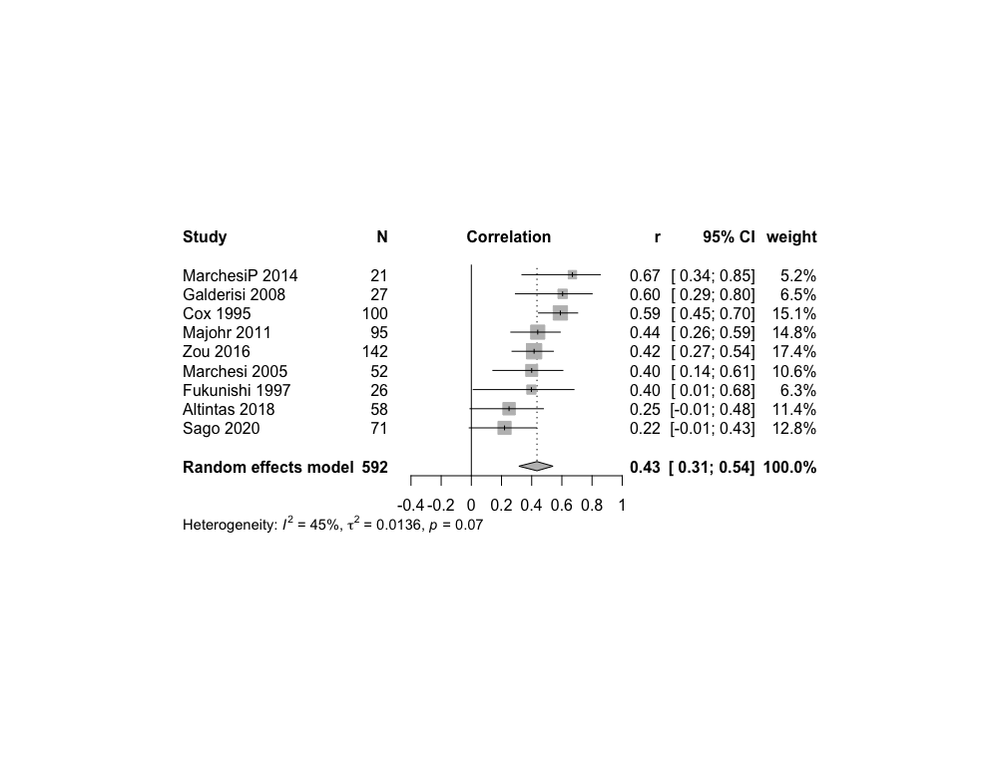 Study N Correlation r 95% CI weight
MarchesiP 2014 21 0.67 [ 0.34; 0.85] 5.2%
Galderisi 2008 27 0.60 [ 0.29; 0.80] 6.5%
Cox 1995 100 0.59 [ 0.45; 0.70] 15.1%
Majohr 2011 95 0.44 [ 0.26; 0.59] 14.8%
Zou 2016 142 0.42 [ 0.27; 0.54] 17.4%
Marchesi 2005 52 0.40 [ 0.14; 0.61] 10.6%
Fukunishi 1997 26 0.40 [ 0.01; 0.68] 6.3%
Altintas 2018 58 0.25 [-0.01; 0.48] 11.4%
Sago 2020 71 0.22 [-0.01; 0.43] 12.8%
Random effects model 592 0.43 [ 0.31; 0.54] 100.0%
-0.4 -0.2 0 0.2 0.4 0.6 0.8 1
Heterogeneity: I² = 45%, τ² = 0.0136, p = 0.07